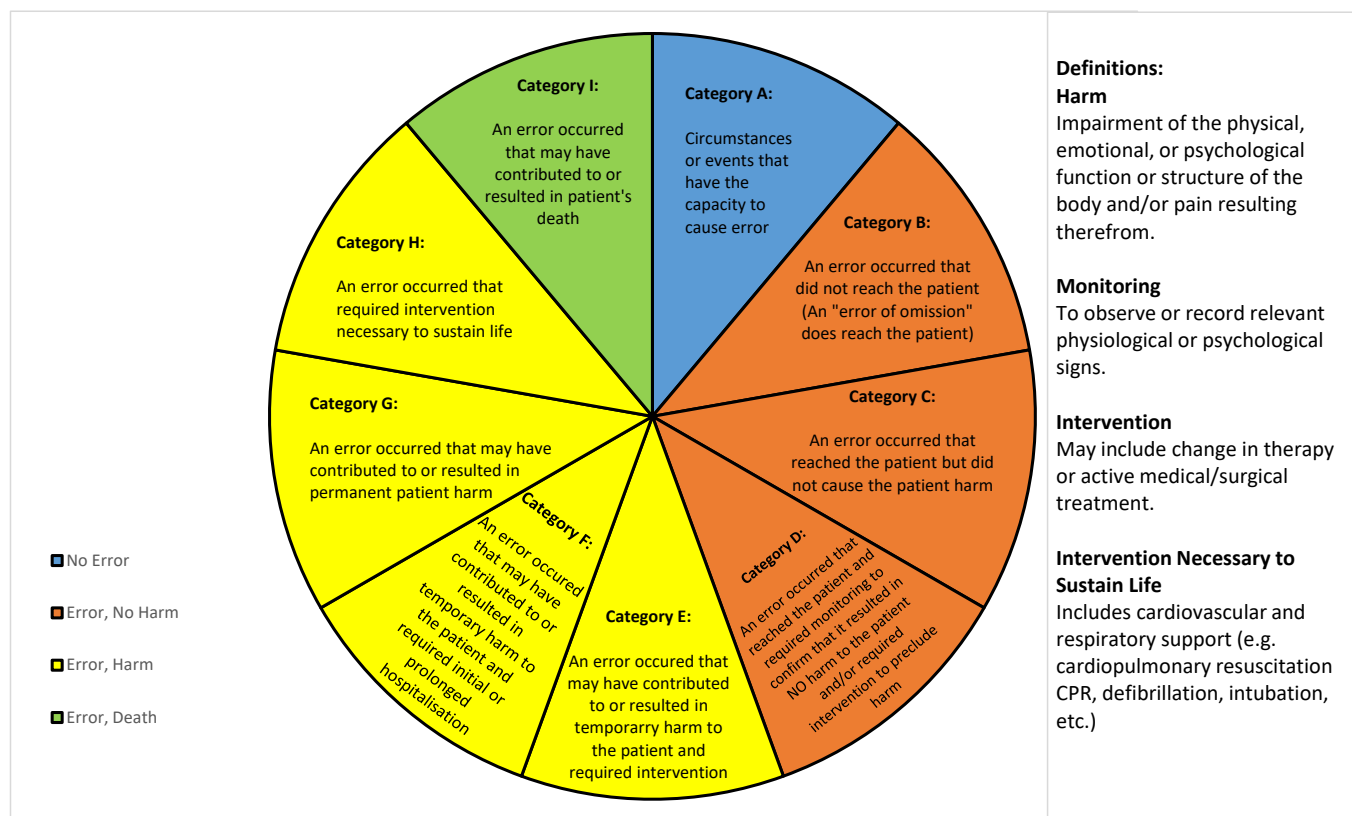 Category I:
An error occurred
that may have
contributed to or
resulted in patient's
death
Category A:
Circumstances
or events that
have the
capacity to
cause error
Category H:
An error occurred that
required intervention
necessary to sustain life
Category B:
An error occurred that
did not reach the patient
(An "error of omission"
does reach the patient)
Category G:
An error occurred that may have
contributed to or resulted in
permanent patient harm
Category C:
An error occurred that
reached the patient but did
not cause the patient harm
Category F:
An error occured
that may have
contributed to or
resulted in
temporary harm to
the patient and
required initial or
prolonged
hospitalisation
Category E:
An error occured that
may have contributed
to or resulted in
temporarry harm to
the patient and
required intervention
Category D:
An error occurred that
reached the patient and
required monitoring to
confirm that it resulted in
NO harm to the patient
and/or required
intervention to preclude
harm
No Error
Error, No Harm
Error, Harm
Error, Death
Definitions:
Harm
Impairment of the physical,
emotional, or psychological
function or structure of the
body and/or pain resulting
therefrom.
Monitoring
To observe or record relevant
physiological or psychological
signs.
Intervention
May include change in therapy
or active medical/surgical
treatment.
Intervention Necessary to
Sustain Life
Includes cardiovascular and
respiratory support (e.g.
cardiopulmonary resuscitation
CPR, defibrillation, intubation,
etc.)